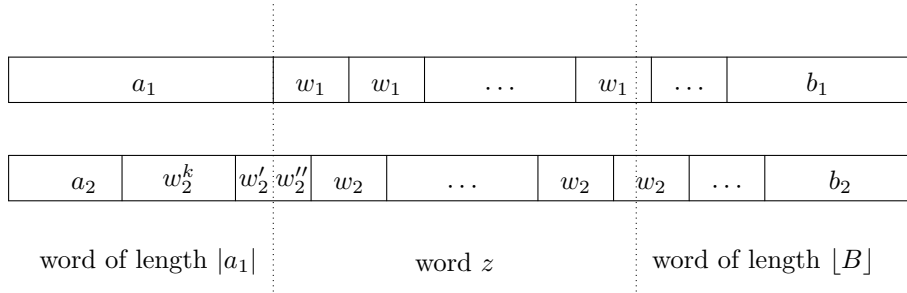 a₁ w₁ w₁ ... w₁ ... b₁
a₂ w₂ᵏ w₂′ w₂″ w₂ ... w₂ w₂ ... b₂
word of length |a₁| word z word of length ⌊B⌋